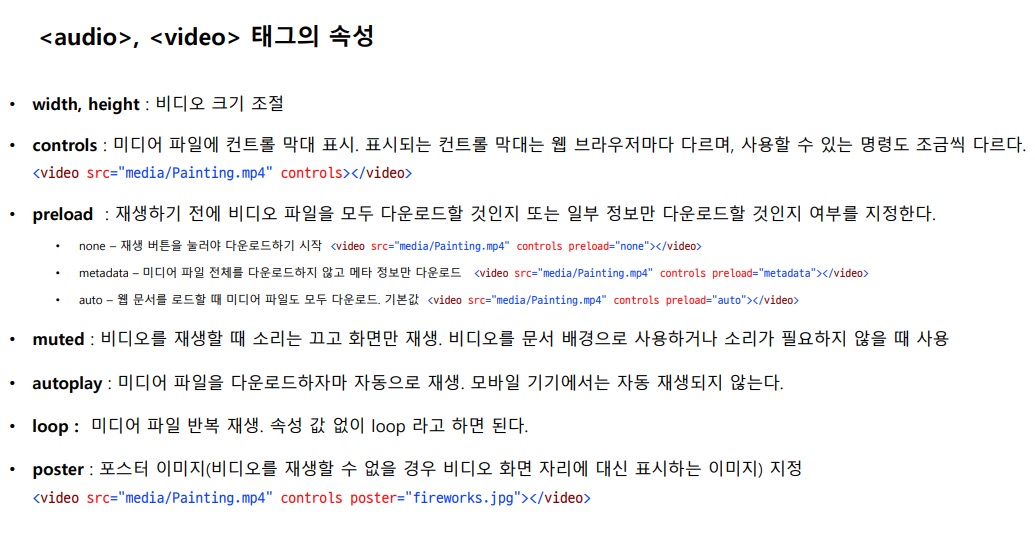 <audio>, <video> 태그의 속성
• width, height : 비디오 크기 조절
• controls : 미디어 파일에 컨트롤 막대 표시. 표시되는 컨트롤 막대는 웹 브라우저마다 다르며, 사용할 수 있는 명령도 조금씩 다르다.
<video src="media/Painting.mp4" controls></video>
• preload : 재생하기 전에 비디오 파일을 모두 다운로드할 것인지 또는 일부 정보만 다운로드할 것인지 여부를 지정한다.
• none – 재생 버튼을 눌러야 다운로드하기 시작 <video src="media/Painting.mp4" controls preload="none"></video>
• metadata – 미디어 파일 전체를 다운로드하지 않고 메타 정보만 다운로드 <video src="media/Painting.mp4" controls preload="metadata"></video>
• auto – 웹 문서를 로드할 때 미디어 파일도 모두 다운로드. 기본값 <video src="media/Painting.mp4" controls preload="auto"></video>
• muted : 비디오를 재생할 때 소리는 끄고 화면만 재생. 비디오를 문서 배경으로 사용하거나 소리가 필요하지 않을 때 사용
• autoplay : 미디어 파일을 다운로드하자마 자동으로 재생. 모바일 기기에서는 자동 재생되지 않는다.
• loop : 미디어 파일 반복 재생. 속성 값 없이 loop 라고 하면 된다.
• poster : 포스터 이미지(비디오를 재생할 수 없을 경우 비디오 화면 자리에 대신 표시하는 이미지) 지정
<video src="media/Painting.mp4" controls poster="fireworks.jpg"></video>